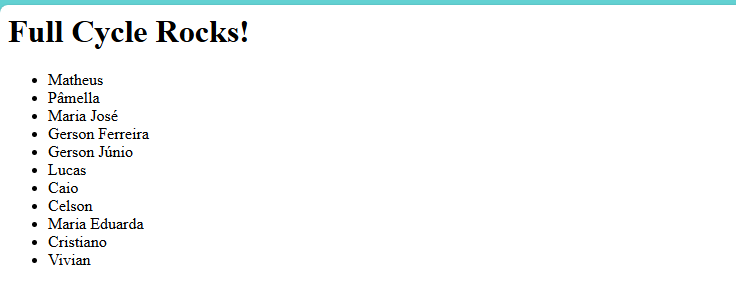 Full Cycle Rocks!
Matheus
Pâmella
Maria José
Gerson Ferreira
Gerson Júnio
Lucas
Caio
Celson
Maria Eduarda
Cristiano
Vivian